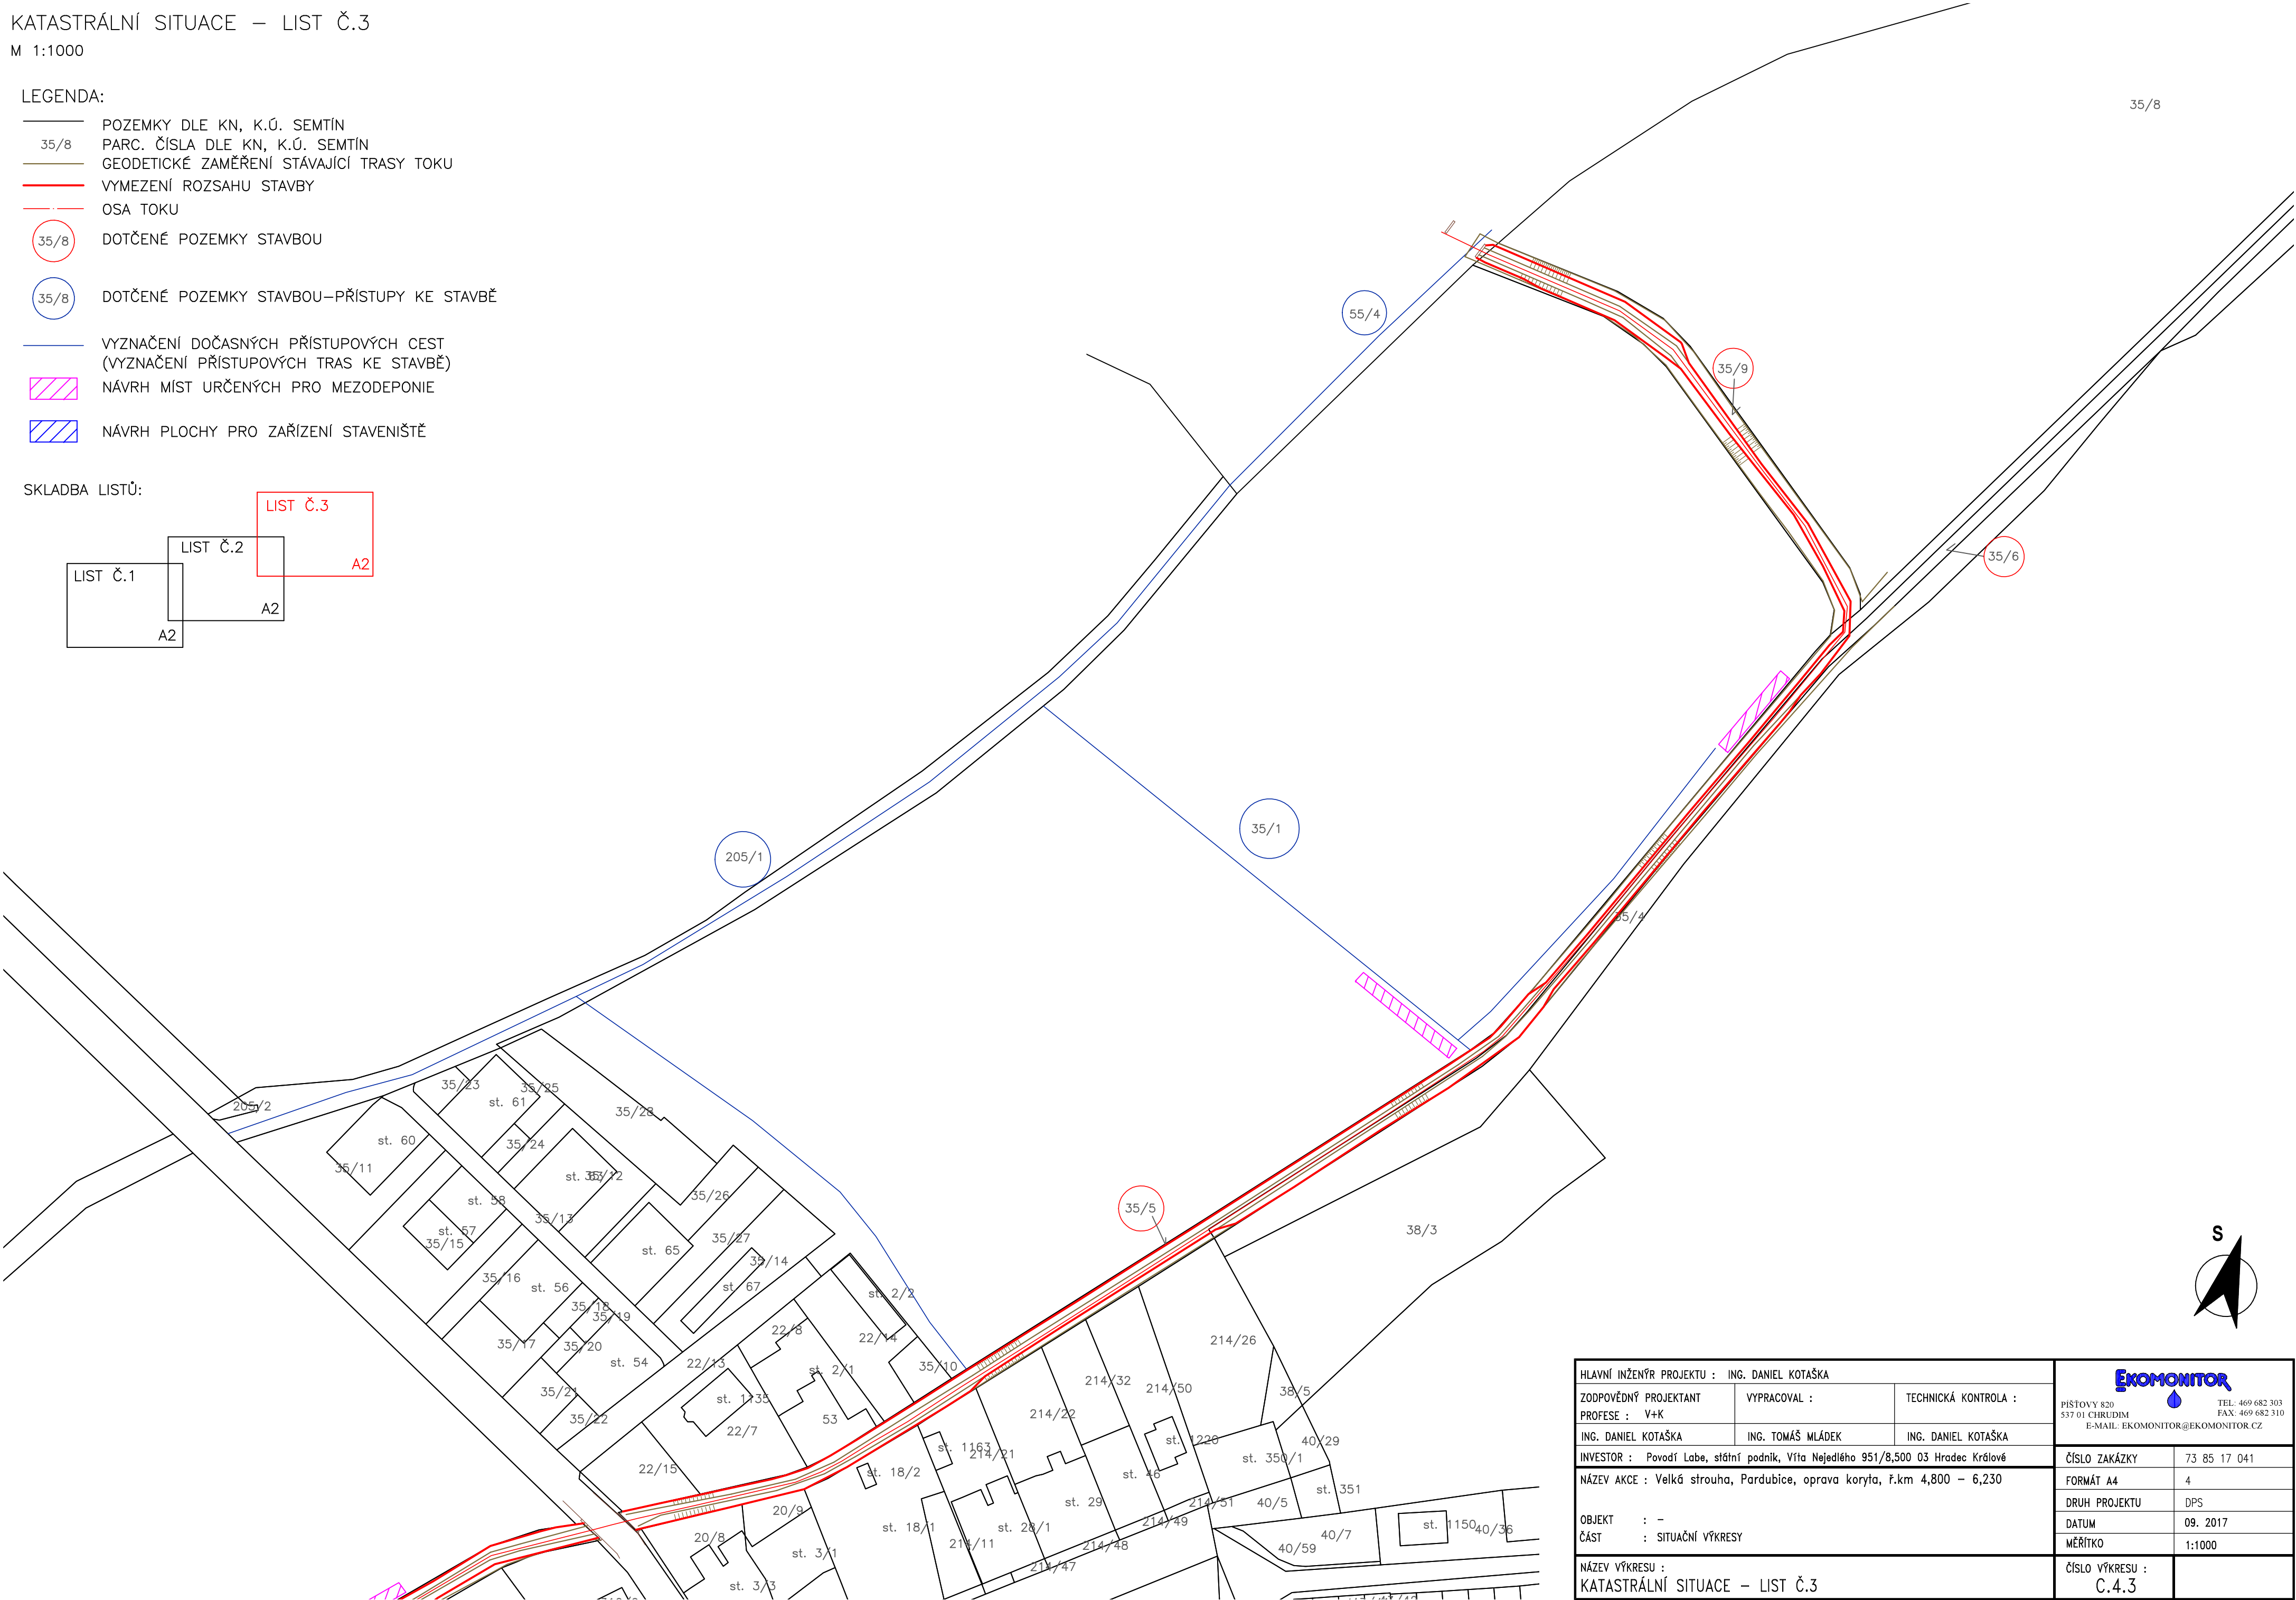 KATASTRÁLNÍ SITUACE – LIST Č.3
M 1:1000
LEGENDA:
POZEMKY DLE KN, K.Ú. SEMTÍN
35/8 PARC. ČÍSLA DLE KN, K.Ú. SEMTÍN
GEODETICKÉ ZAMĚŘENÍ STÁVAJÍCÍ TRASY TOKU
VYMEZENÍ ROZSAHU STAVBY
OSA TOKU
35/8 DOTČENÉ POZEMKY STAVBOU
35/8 DOTČENÉ POZEMKY STAVBOU–PŘÍSTUPY KE STAVBĚ
VYZNAČENÍ DOČASNÝCH PŘÍSTUPOVÝCH CEST
(VYZNAČENÍ PŘÍSTUPOVÝCH TRAS KE STAVBĚ)
NÁVRH MÍST URČENÝCH PRO MEZODEPONIE
NÁVRH PLOCHY PRO ZAŘÍZENÍ STAVENIŠTĚ
SKLADBA LISTŮ:
LIST Č.3
A2
LIST Č.2
A2
LIST Č.1
A2
35/8
55/4
35/9
35/6
35/1
205/1
35/4
205/2
35/23
35/25
st. 61
35/28
st. 60
35/24
35/11
st. 63
35/12
35/26
st. 58
35/13
st. 57
35/15
35/27
st. 65
35/14
35/5
38/3
35/16
st. 56
st. 67
st. 2/2
35/18
35/19
35/17
35/20
st. 54
22/8
22/14
22/13
st. 2/1
35/10
214/26
35/21
35/22
st. 1135
53
22/7
214/32
214/50
38/5
214/22
st. 1163
214/21
st. 1220
40/29
st. 350/1
22/15
st. 18/2
st. 46
st. 351
st. 29
214/51
40/5
20/9
st. 18/1
st. 28/1
214/49
40/7
st. 1150
40/36
20/8
214/11
214/48
40/59
st. 3/1
214/47
st. 3/3
S
HLAVNÍ INŽENÝR PROJEKTU : ING. DANIEL KOTAŠKA
ZODPOVĚDNÝ PROJEKTANT
PROFESE : V+K
VYPRACOVAL :
TECHNICKÁ KONTROLA :
ING. DANIEL KOTAŠKA
ING. TOMÁŠ MLÁDEK
ING. DANIEL KOTAŠKA
INVESTOR : Povodí Labe, státní podnik, Víta Nejedlého 951/8,500 03 Hradec Králové
NÁZEV AKCE : Velká strouha, Pardubice, oprava koryta, ř.km 4,800 – 6,230
OBJEKT : –
ČÁST : SITUAČNÍ VÝKRESY
NÁZEV VÝKRESU :
KATASTRÁLNÍ SITUACE – LIST Č.3
EKOMONITOR
PÍŠŤOVY 820
537 01 CHRUDIM
TEL: 469 682 303
FAX: 469 682 310
E-MAIL: EKOMONITOR@EKOMONITOR.CZ
ČÍSLO ZAKÁZKY 73 85 17 041
FORMÁT A4 4
DRUH PROJEKTU DPS
DATUM 09. 2017
MĚŘÍTKO 1:1000
ČÍSLO VÝKRESU :
C.4.3